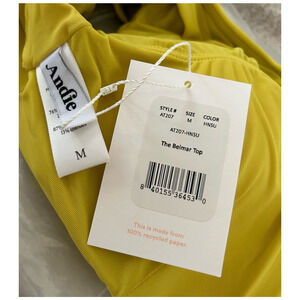 Andie
M
STYLE # SIZE COLOR
AT207 M HNSU
AT207-HNSU
The Belmar Top
8 40155 36453 0
This is made from
100% recycled paper.